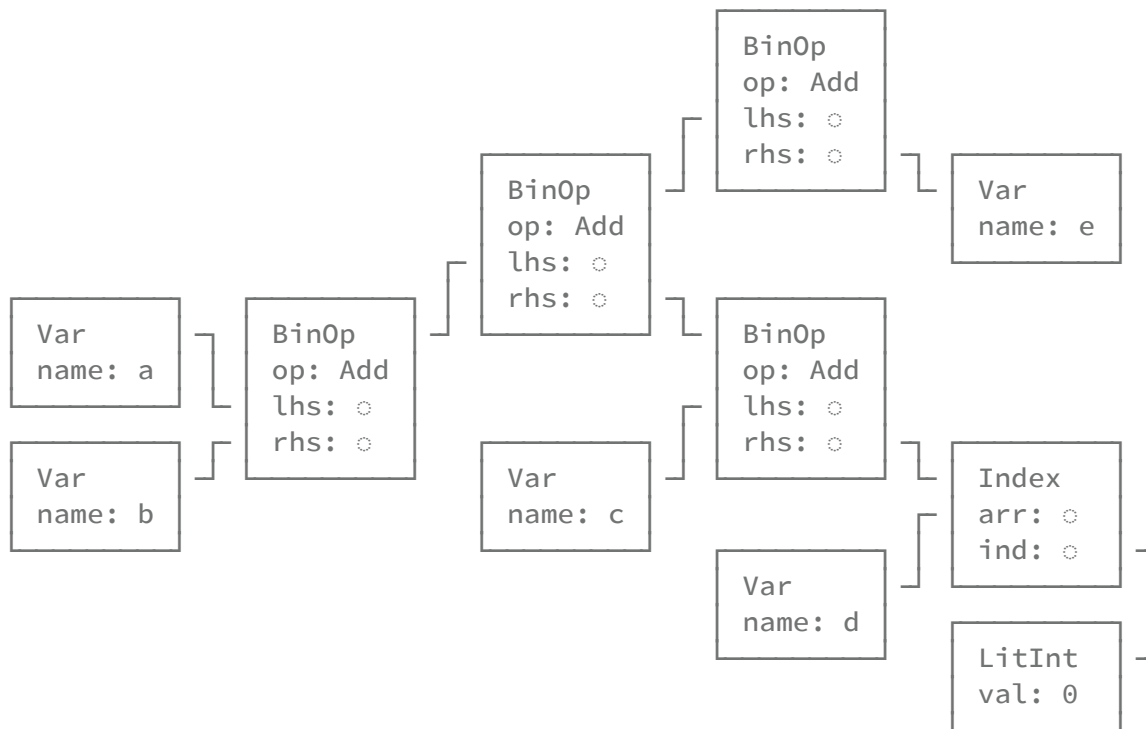 BinOp
op: Add
lhs: ◌
rhs: ◌
BinOp
op: Add
lhs: ◌
rhs: ◌
Var
name: e
Var
name: a
BinOp
op: Add
lhs: ◌
rhs: ◌
BinOp
op: Add
lhs: ◌
rhs: ◌
Var
name: b
Var
name: c
Index
arr: ◌
ind: ◌
Var
name: d
LitInt
val: 0